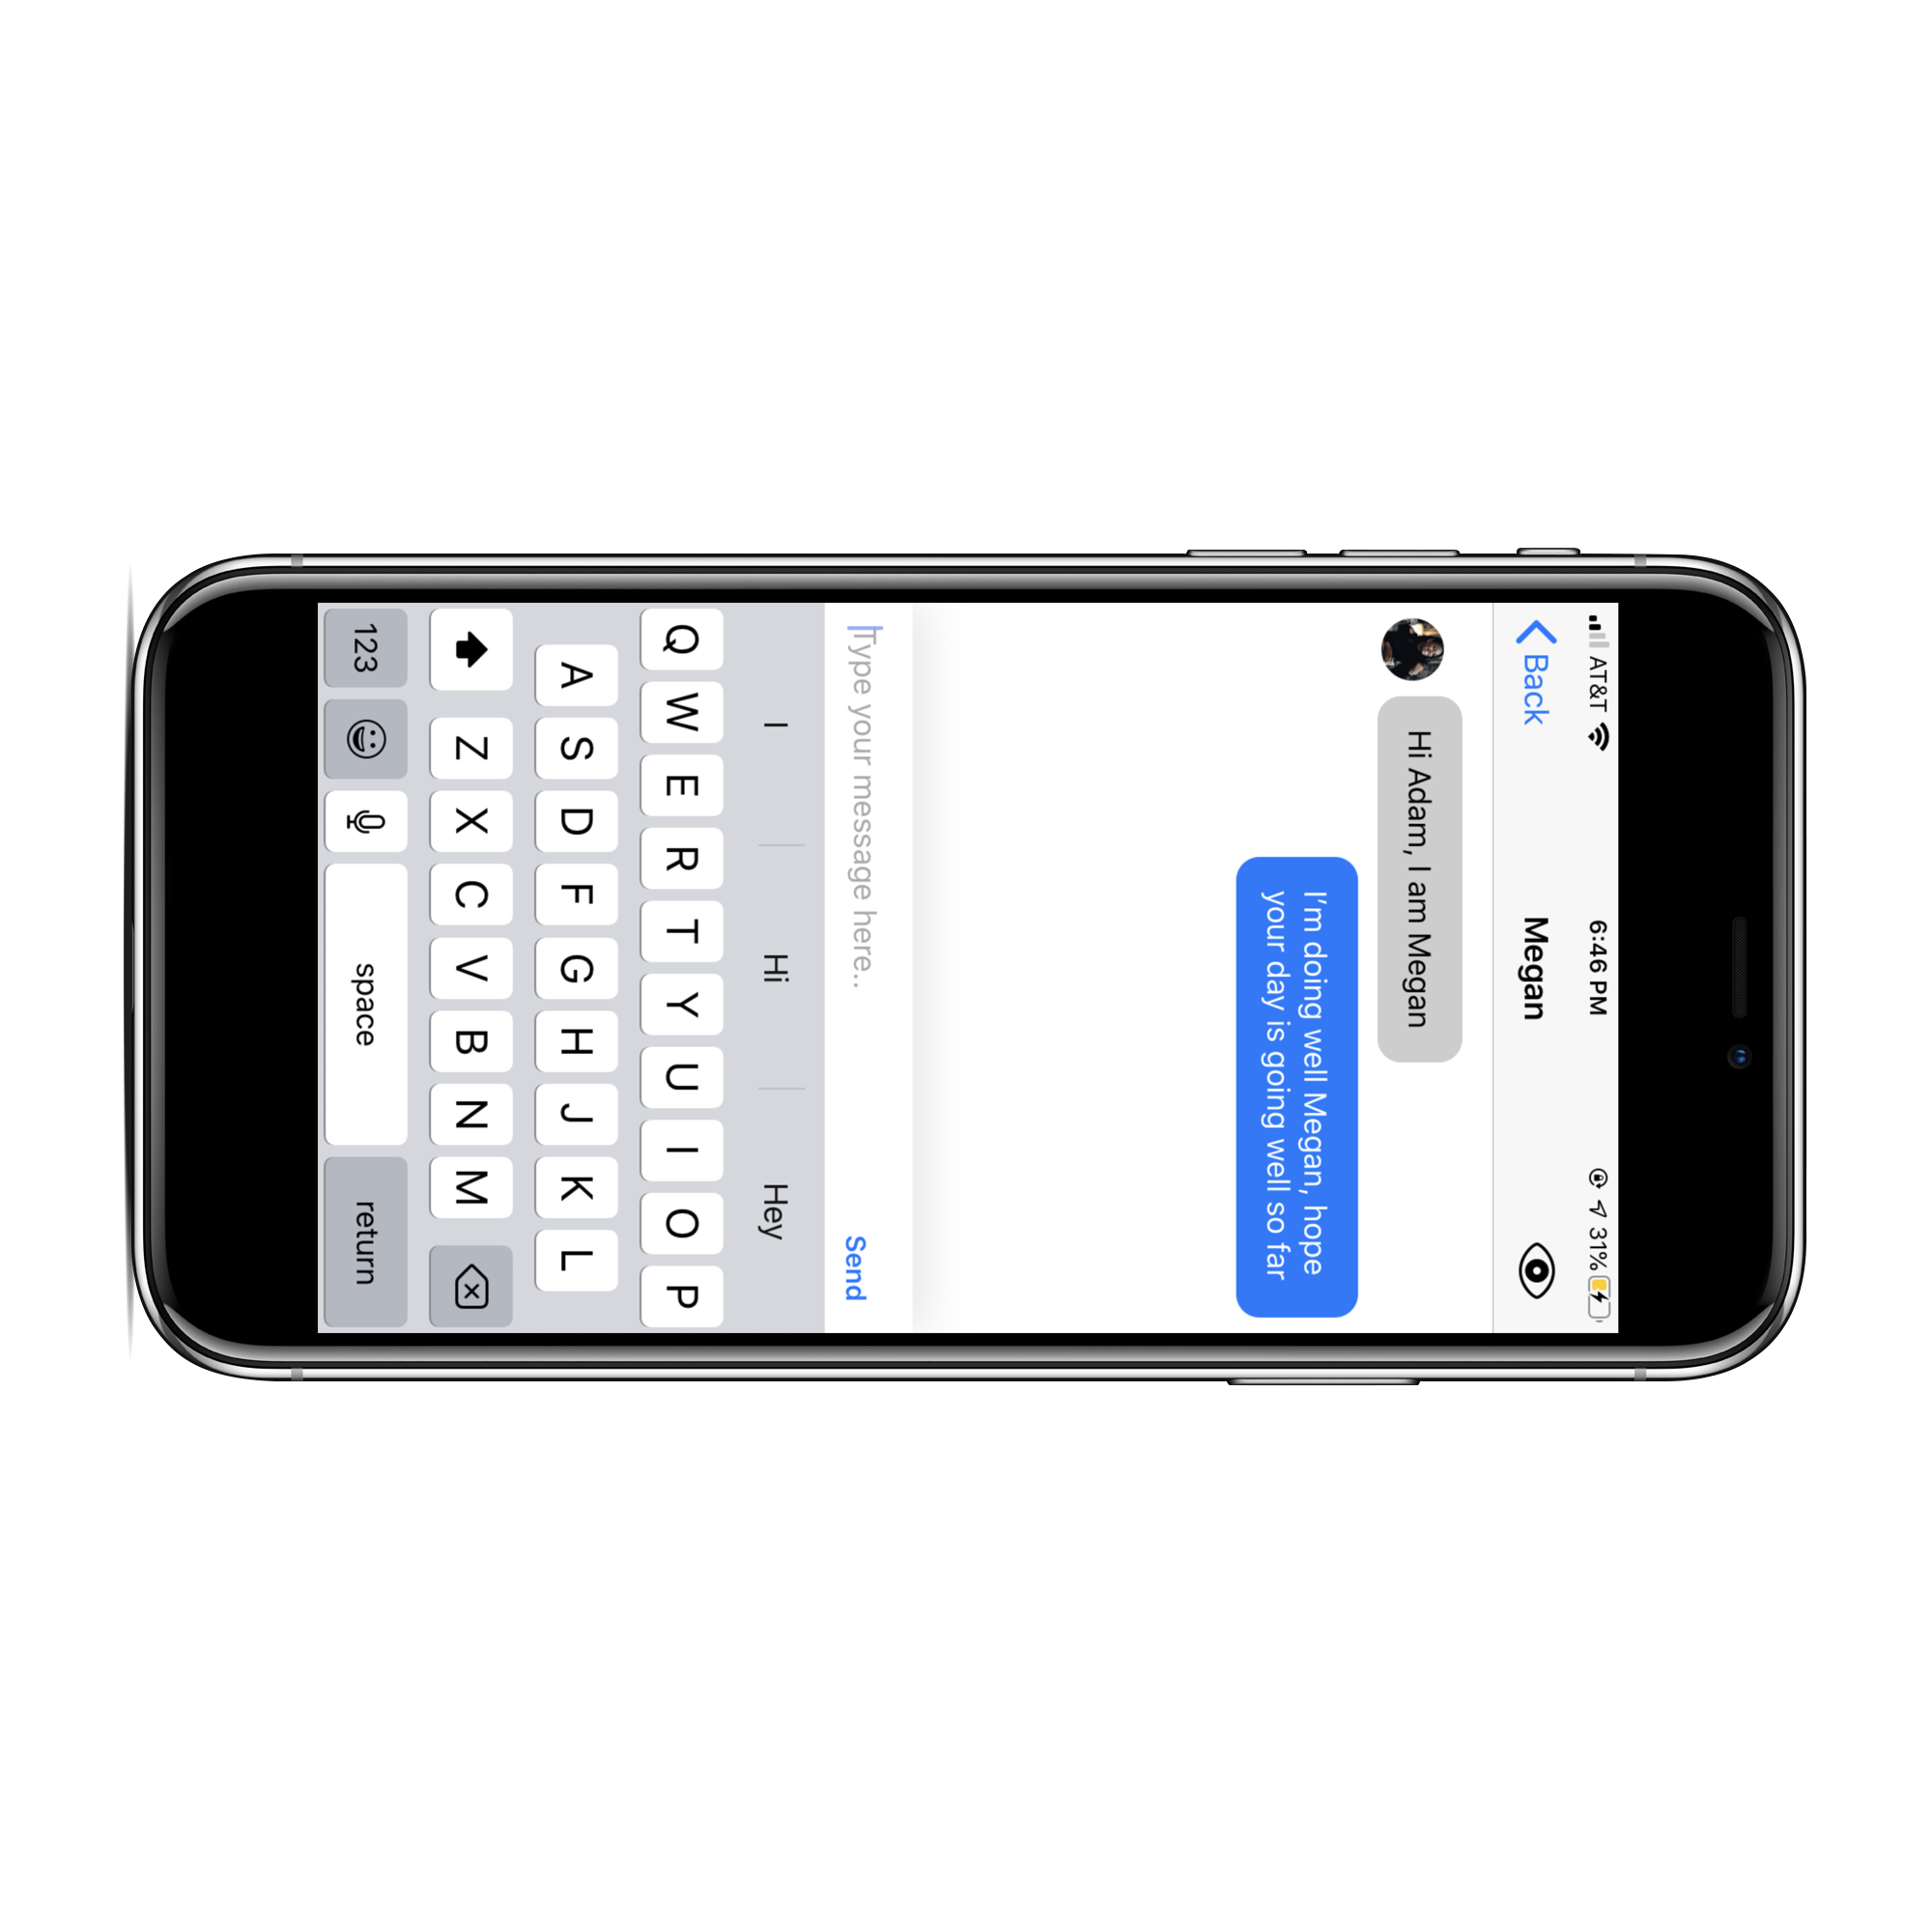 AT&T 6:46 PM 31%
Back Megan
Hi Adam, I am Megan
I'm doing well Megan, hope
your day is going well so far
Type your message here.. Send
I Hi Hey
Q W E R T Y U I O P
A S D F G H J K L
Z X C V B N M
123 space return